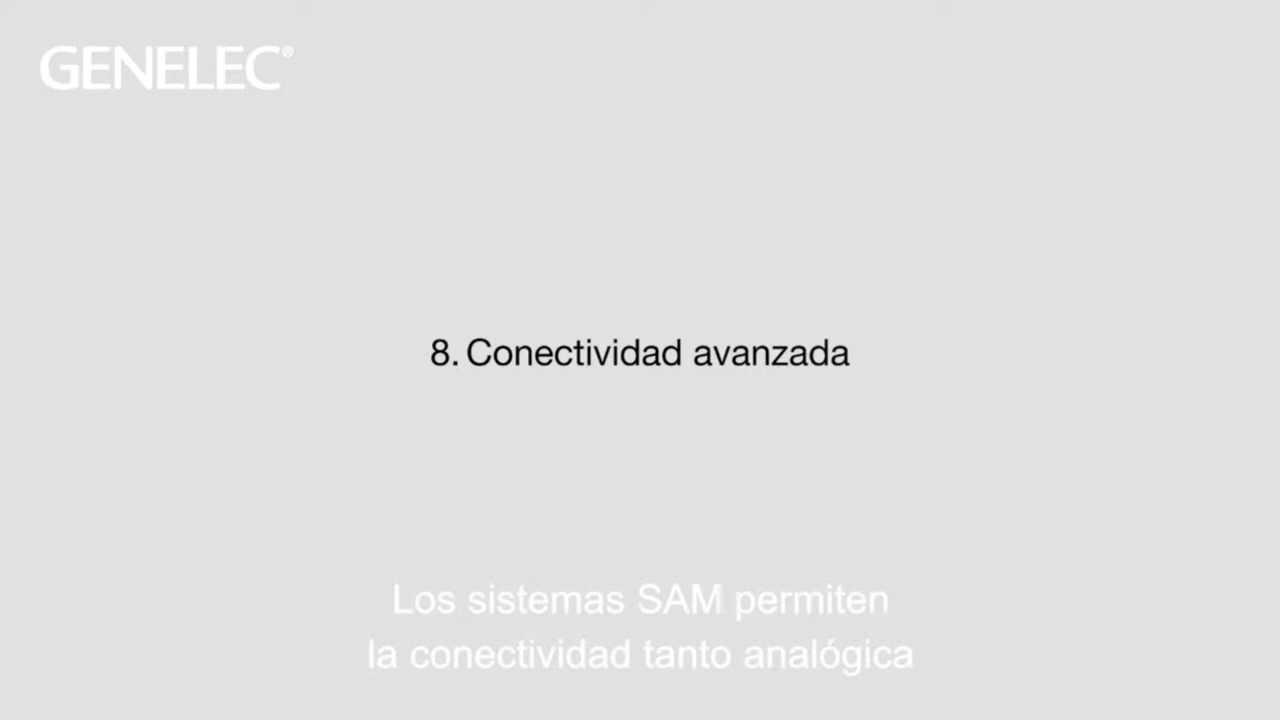 GENELEC®
8. Conectividad avanzada
Los sistemas SAM permiten
la conectividad tanto analógica